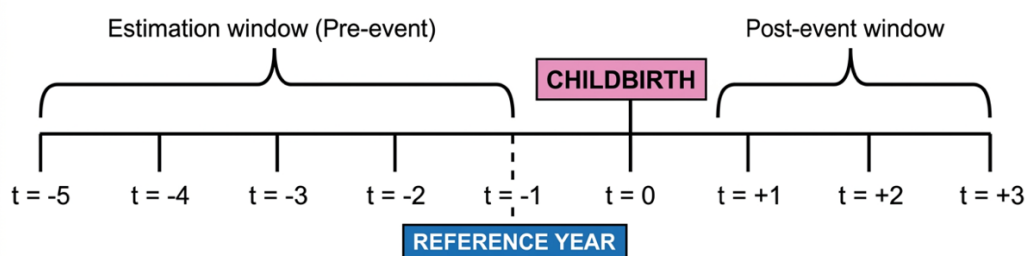 Estimation window (Pre-event)
Post-event window
CHILDBIRTH
t = -5
t = -4
t = -3
t = -2
t = -1
t = 0
t = +1
t = +2
t = +3
REFERENCE YEAR